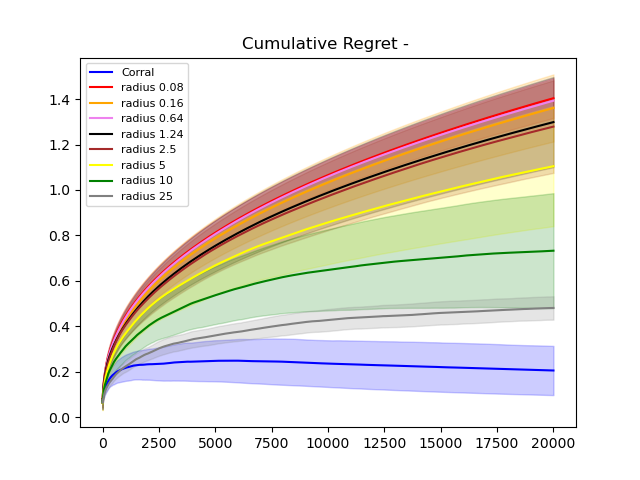 Cumulative Regret -
Corral
radius 0.08
radius 0.16
radius 0.64
radius 1.24
radius 2.5
radius 5
radius 10
radius 25
1.4
1.2
1.0
0.8
0.6
0.4
0.2
0.0
0 2500 5000 7500 10000 12500 15000 17500 20000